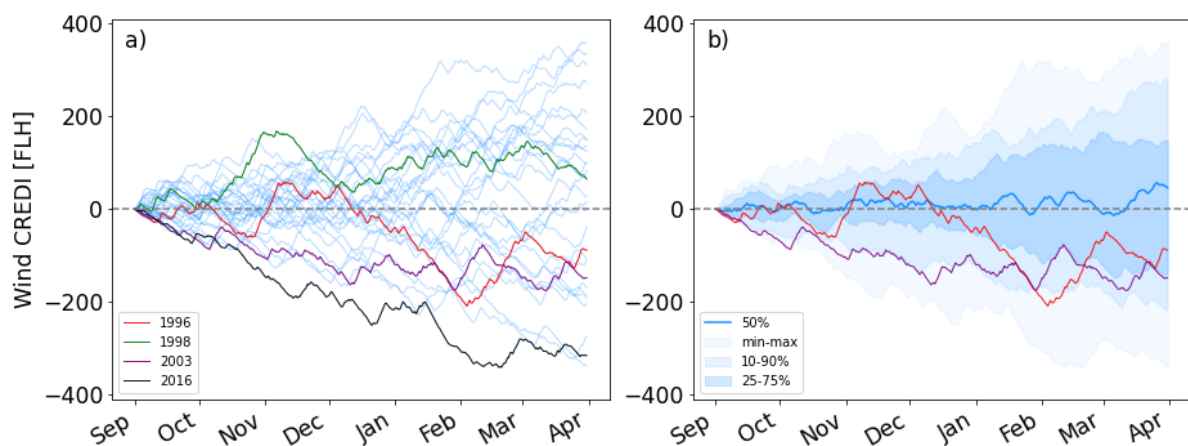 a)
Wind CREDI [FLH]
400
200
0
−200
−400
1996
1998
2003
2016
Sep Oct Nov Dec Jan Feb Mar Apr
b)
400
200
0
−200
−400
50%
min-max
10-90%
25-75%
Sep Oct Nov Dec Jan Feb Mar Apr